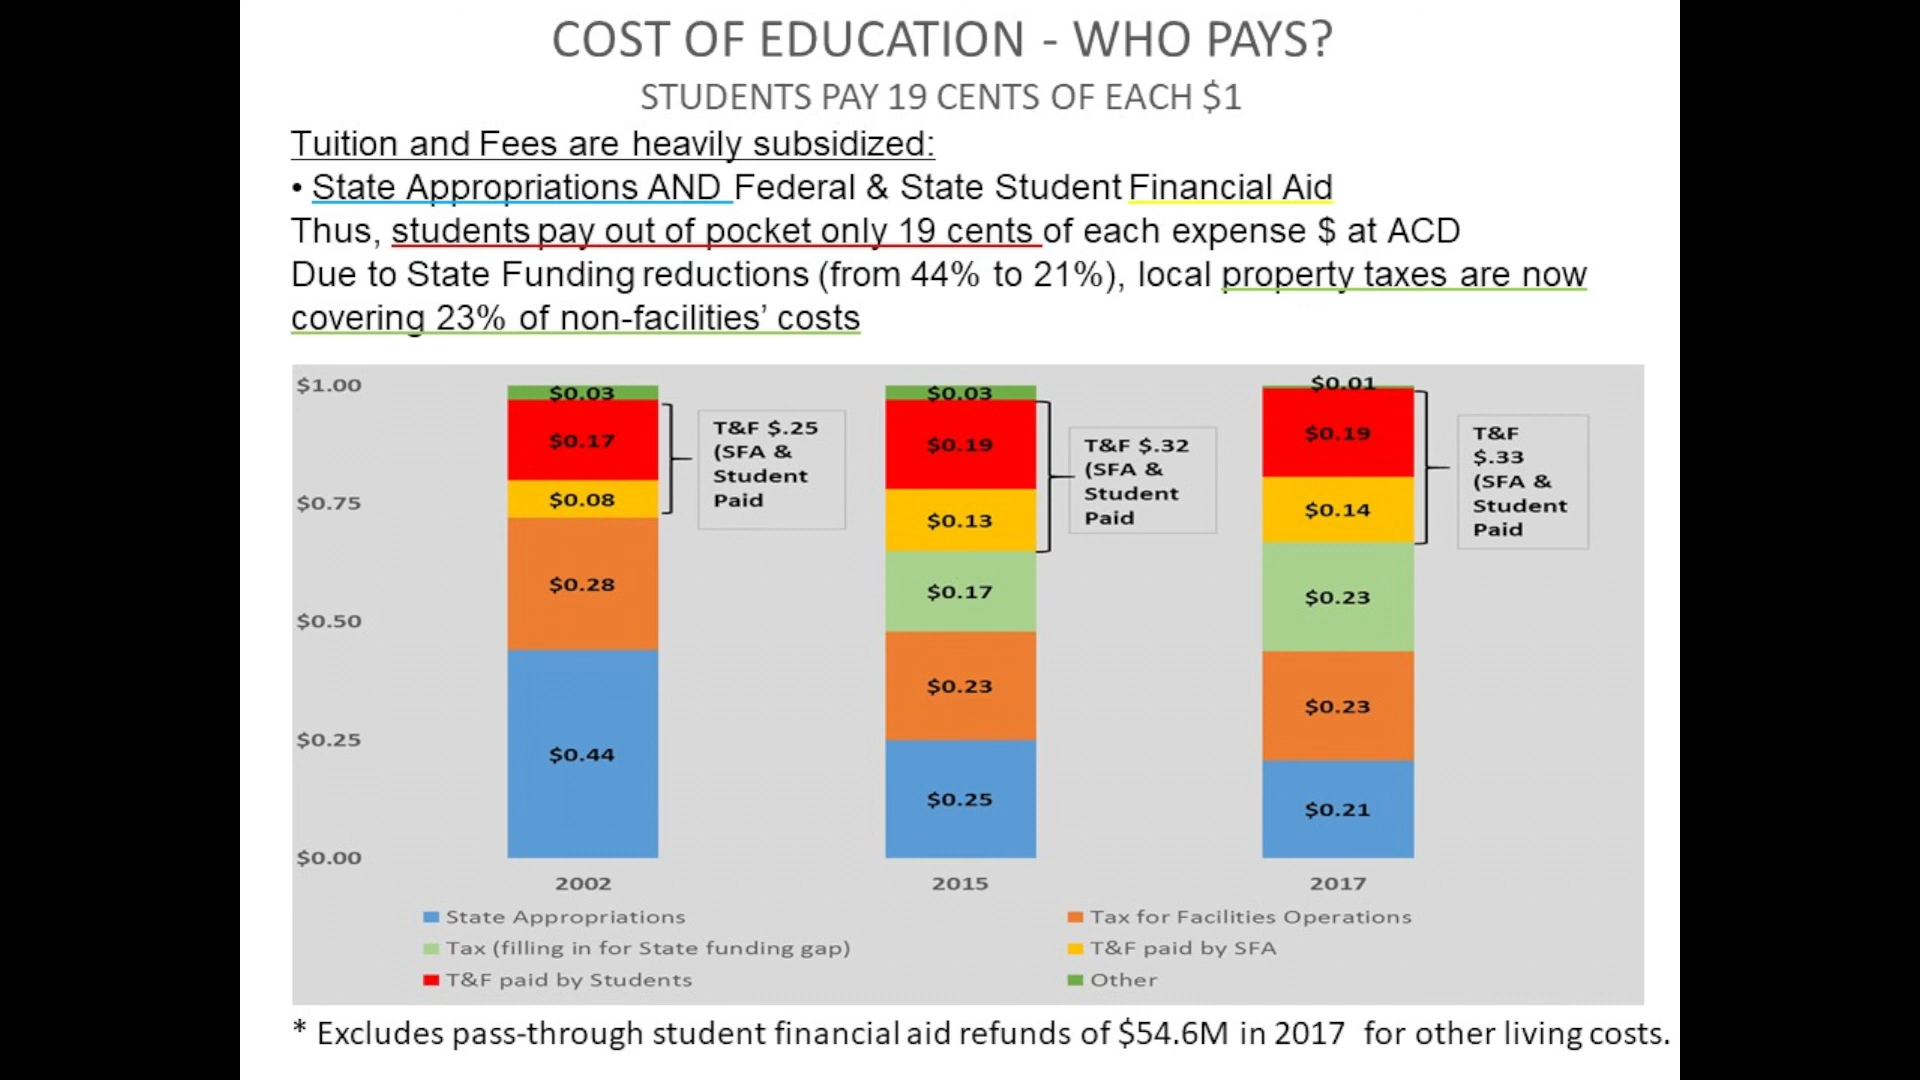 COST OF EDUCATION - WHO PAYS?
STUDENTS PAY 19 CENTS OF EACH $1
Tuition and Fees are heavily subsidized:
• State Appropriations AND Federal & State Student Financial Aid
Thus, students pay out of pocket only 19 cents of each expense $ at ACD
Due to State Funding reductions (from 44% to 21%), local property taxes are now
covering 23% of non-facilities’ costs
$1.00
$0.75
$0.50
$0.25
$0.00
$0.03
$0.17
$0.08
$0.28
$0.44
T&F $.25
(SFA &
Student
Paid
$0.03
$0.19
$0.13
$0.17
$0.23
$0.25
T&F $.32
(SFA &
Student
Paid
$0.01
$0.19
$0.14
$0.23
$0.23
$0.21
T&F
$.33
(SFA &
Student
Paid
2002
2015
2017
State Appropriations
Tax for Facilities Operations
Tax (filling in for State funding gap)
T&F paid by SFA
T&F paid by Students
Other
* Excludes pass-through student financial aid refunds of $54.6M in 2017 for other living costs.